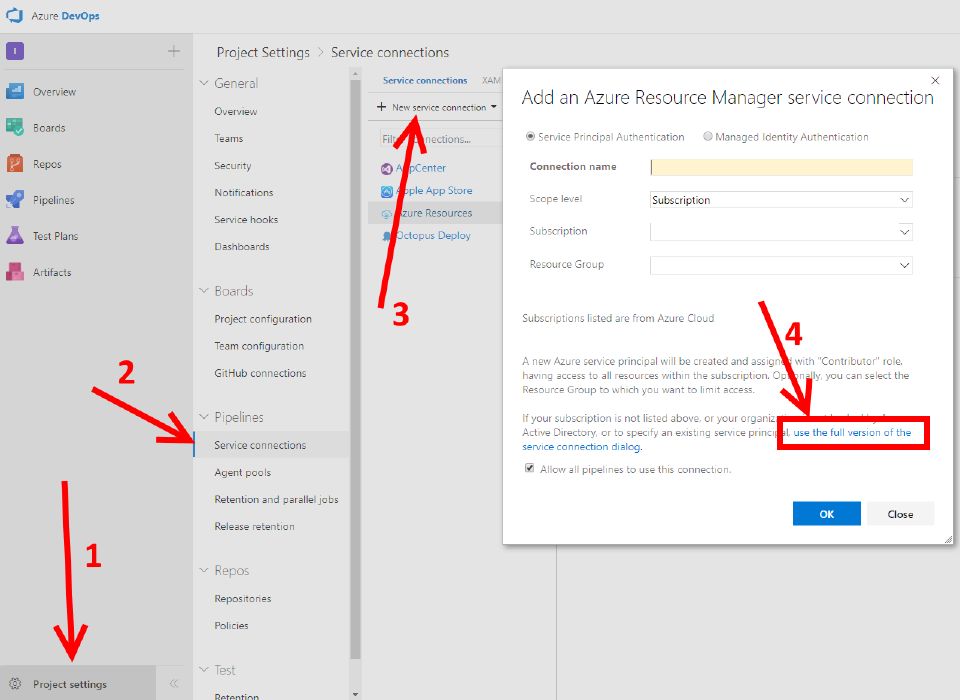 Azure DevOps
I
Project Settings > Service connections
Overview
Boards
Repos
Pipelines
Test Plans
Artifacts
Project settings
General
Overview
Teams
Security
Notifications
Service hooks
Dashboards
Boards
Project configuration
Team configuration
GitHub connections
Pipelines
Service connections
Agent pools
Retention and parallel jobs
Release retention
Repos
Repositories
Policies
Test
Retention
Service connections XAM
+ New service connection
AppCenter
Apple App Store
Azure Resources
Octopus Deploy
Add an Azure Resource Manager service connection
Service Principal Authentication Managed Identity Authentication
Connection name
Scope level Subscription
Subscription
Resource Group
Subscriptions listed are from Azure Cloud
A new Azure service principal will be created and assigned with "Contributor" role,
having access to all resources within the subscription. Optionally, you can select the
Resource Group to which you want to limit access.
If your subscription is not listed above, or your
Active Directory, or to specify an existing service principal, use the full version of the
service connection dialog.
Allow all pipelines to use this connection.
OK Close
1
2
3
4